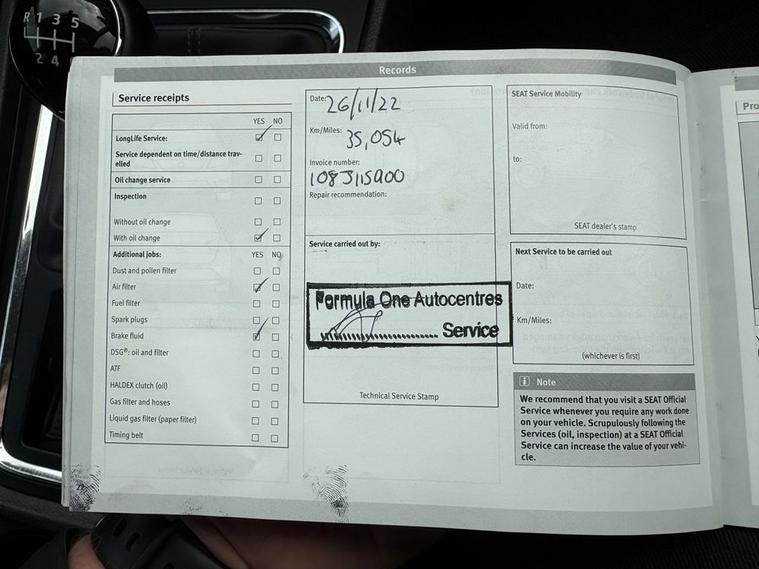 R 1 3 5
2 4
Records
Service receipts
YES NO
LongLife Service:
Service dependent on time/distance trav-
elled
Oil change service
Inspection
Without oil change
With oil change
Additional jobs: YES NO
Dust and pollen filter
Air filter
Fuel filter
Spark plugs
Brake fluid
DSG®: oil and filter
ATF
HALDEX clutch (oil)
Gas filter and hoses
Liquid gas filter (paper filter)
Timing belt
Date: 26/11/22
Km/Miles: 35,054
Invoice number:
Repair recommendation:
Service carried out by:
Formula One Autocentres
Service
Technical Service Stamp
SEAT Service Mobility
Valid from:
to:
SEAT dealer's stamp
Next Service to be carried out
Date:
Km/Miles:
(whichever is first)
i Note
We recommend that you visit a SEAT Official
Service whenever you require any work done
on your vehicle. Scrupulously following the
Services (oil, inspection) at a SEAT Official
Service can increase the value of your vehi-
cle.
Pro